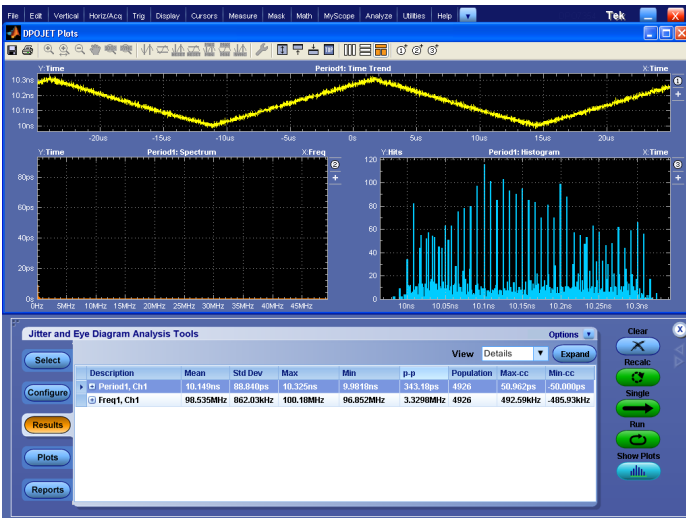 File Edit Vertical Horiz/Acq Trig Display Cursors Measure Mask Math MyScope Analyze Utilities Help Tek
DPOJET Plots
Y:Time Period1: Time Trend X:Time
10.3ns
10.2ns
10.1ns
10ns
-20us -15us -10us -5us 0s 5us 10us 15us 20us
1
Y:Time Period1: Spectrum X:Freq
80ps
60ps
40ps
20ps
0s
0Hz 5MHz 10MHz 15MHz 20MHz 25MHz 30MHz 35MHz 40MHz 45MHz
2
Y:Hits Period1: Histogram X:Time
120
100
80
60
40
20
0
10ns 10.05ns 10.1ns 10.15ns 10.2ns 10.25ns 10.3ns
3
Jitter and Eye Diagram Analysis Tools Options
View Details Expand
Select
Configure
Results
Plots
Reports
Description Mean Std Dev Max Min p-p Population Max-cc Min-cc
Period1, Ch1 10.149ns 88.840ps 10.325ns 9.9818ns 343.18ps 4926 50.962ps -50.000ps
Freq1, Ch1 98.535MHz 862.03kHz 100.18MHz 96.852MHz 3.3298MHz 4926 492.59kHz -485.93kHz
Clear
Recalc
Single
Run
Show Plots